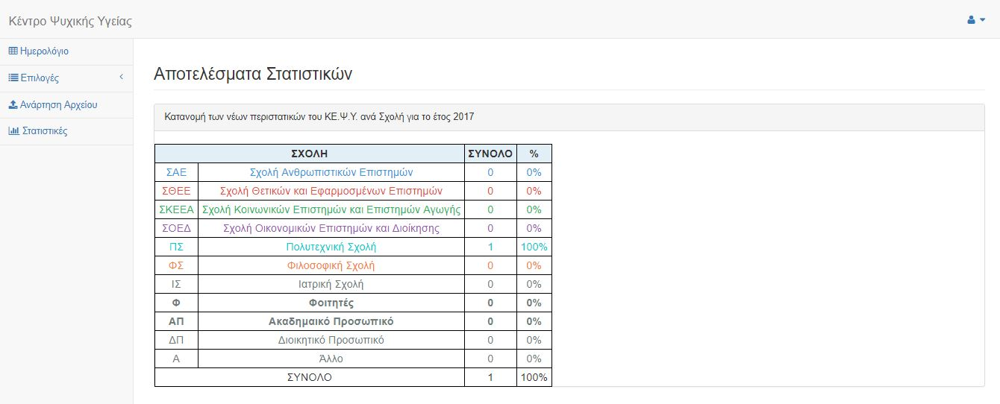 Κέντρο Ψυχικής Υγείας
Ημερολόγιο
Επιλογές
Ανάρτηση Αρχείου
Στατιστικές
Αποτελέσματα Στατιστικών
Κατανομή των νέων περιστατικών του ΚΕ.Ψ.Υ. ανά Σχολή για το έτος 2017
ΣΧΟΛΗ ΣΥΝΟΛΟ %
ΣΑΕ Σχολή Ανθρωπιστικών Επιστημών 0 0%
ΣΘΕΕ Σχολή Θετικών και Εφαρμοσμένων Επιστημών 0 0%
ΣΚΕΕΑ Σχολή Κοινωνικών Επιστημών και Επιστημών Αγωγής 0 0%
ΣΟΕΔ Σχολή Οικονομικών Επιστημών και Διοίκησης 0 0%
ΠΣ Πολυτεχνική Σχολή 1 100%
ΦΣ Φιλοσοφική Σχολή 0 0%
ΙΣ Ιατρική Σχολή 0 0%
Φ Φοιτητές 0 0%
ΑΠ Ακαδημαικό Προσωπικό 0 0%
ΔΠ Διοικητικό Προσωπικό 0 0%
Α Άλλο 0 0%
ΣΥΝΟΛΟ 1 100%